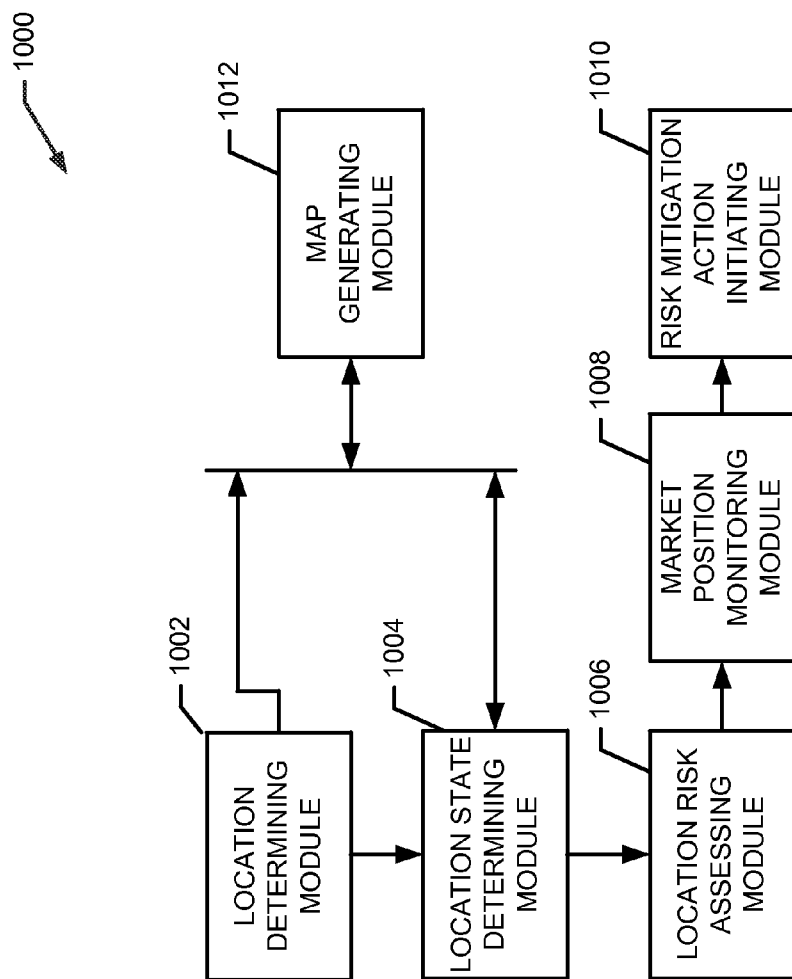 1000
1002
LOCATION
DETERMINING
MODULE
1012
MAP
GENERATING
MODULE
1004
LOCATION STATE
DETERMINING
MODULE
1006
LOCATION RISK
ASSESSING
MODULE
1008
MARKET
POSITION
MONITORING
MODULE
1010
RISK MITIGATION
ACTION
INITIATING
MODULE